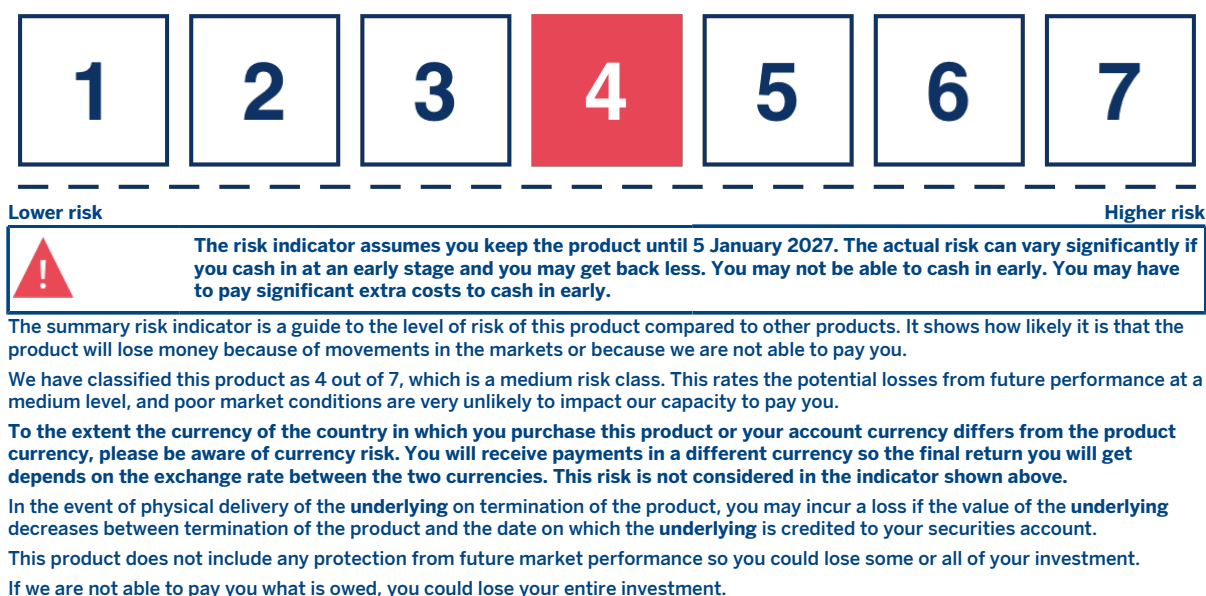 1 2 3 4 5 6 7
Lower risk Higher risk
!
The risk indicator assumes you keep the product until 5 January 2027. The actual risk can vary significantly if
you cash in at an early stage and you may get back less. You may not be able to cash in early. You may have
to pay significant extra costs to cash in early.
The summary risk indicator is a guide to the level of risk of this product compared to other products. It shows how likely it is that the
product will lose money because of movements in the markets or because we are not able to pay you.
We have classified this product as 4 out of 7, which is a medium risk class. This rates the potential losses from future performance at a
medium level, and poor market conditions are very unlikely to impact our capacity to pay you.
To the extent the currency of the country in which you purchase this product or your account currency differs from the product
currency, please be aware of currency risk. You will receive payments in a different currency so the final return you will get
depends on the exchange rate between the two currencies. This risk is not considered in the indicator shown above.
In the event of physical delivery of the underlying on termination of the product, you may incur a loss if the value of the underlying
decreases between termination of the product and the date on which the underlying is credited to your securities account.
This product does not include any protection from future market performance so you could lose some or all of your investment.
If we are not able to pay you what is owed, you could lose your entire investment.